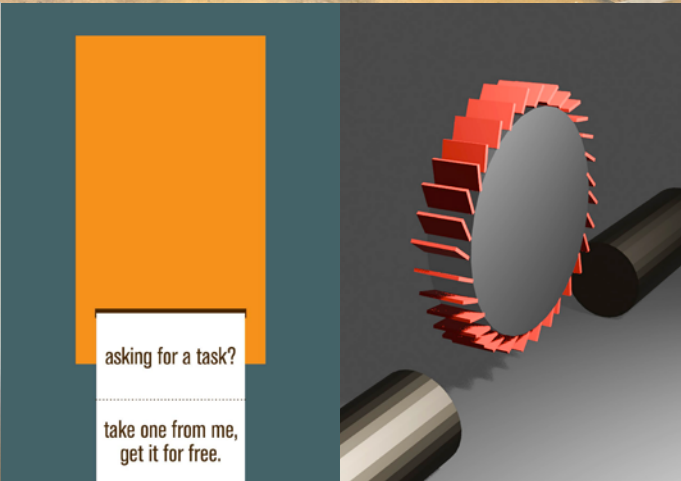 asking for a task?
take one from me,
get it for free.